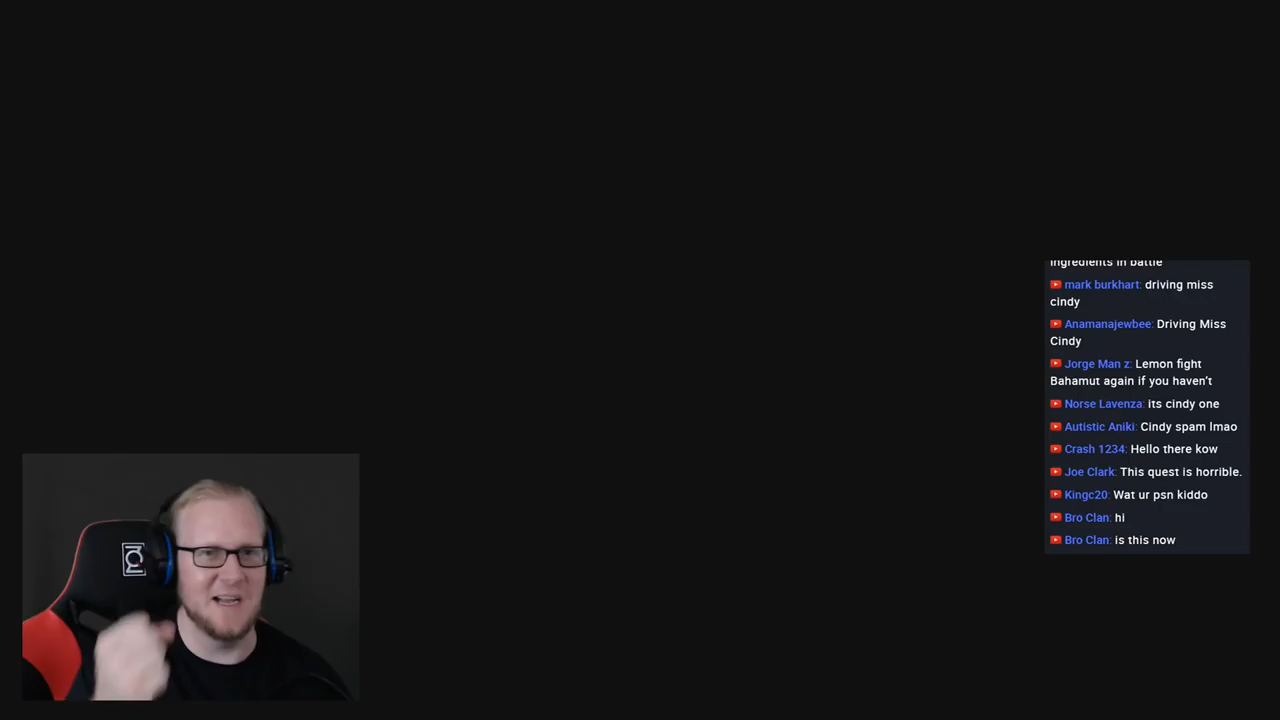 ingredients in battle
mark burkhart: driving miss
cindy
Anamanajewbee: Driving Miss
Cindy
Jorge Man z: Lemon fight
Bahamut again if you haven't
Norse Lavenza: its cindy one
Autistic Aniki: Cindy spam lmao
Crash 1234: Hello there kow
Joe Clark: This quest is horrible.
Kingc20: Wat ur psn kiddo
Bro Clan: hi
Bro Clan: is this now